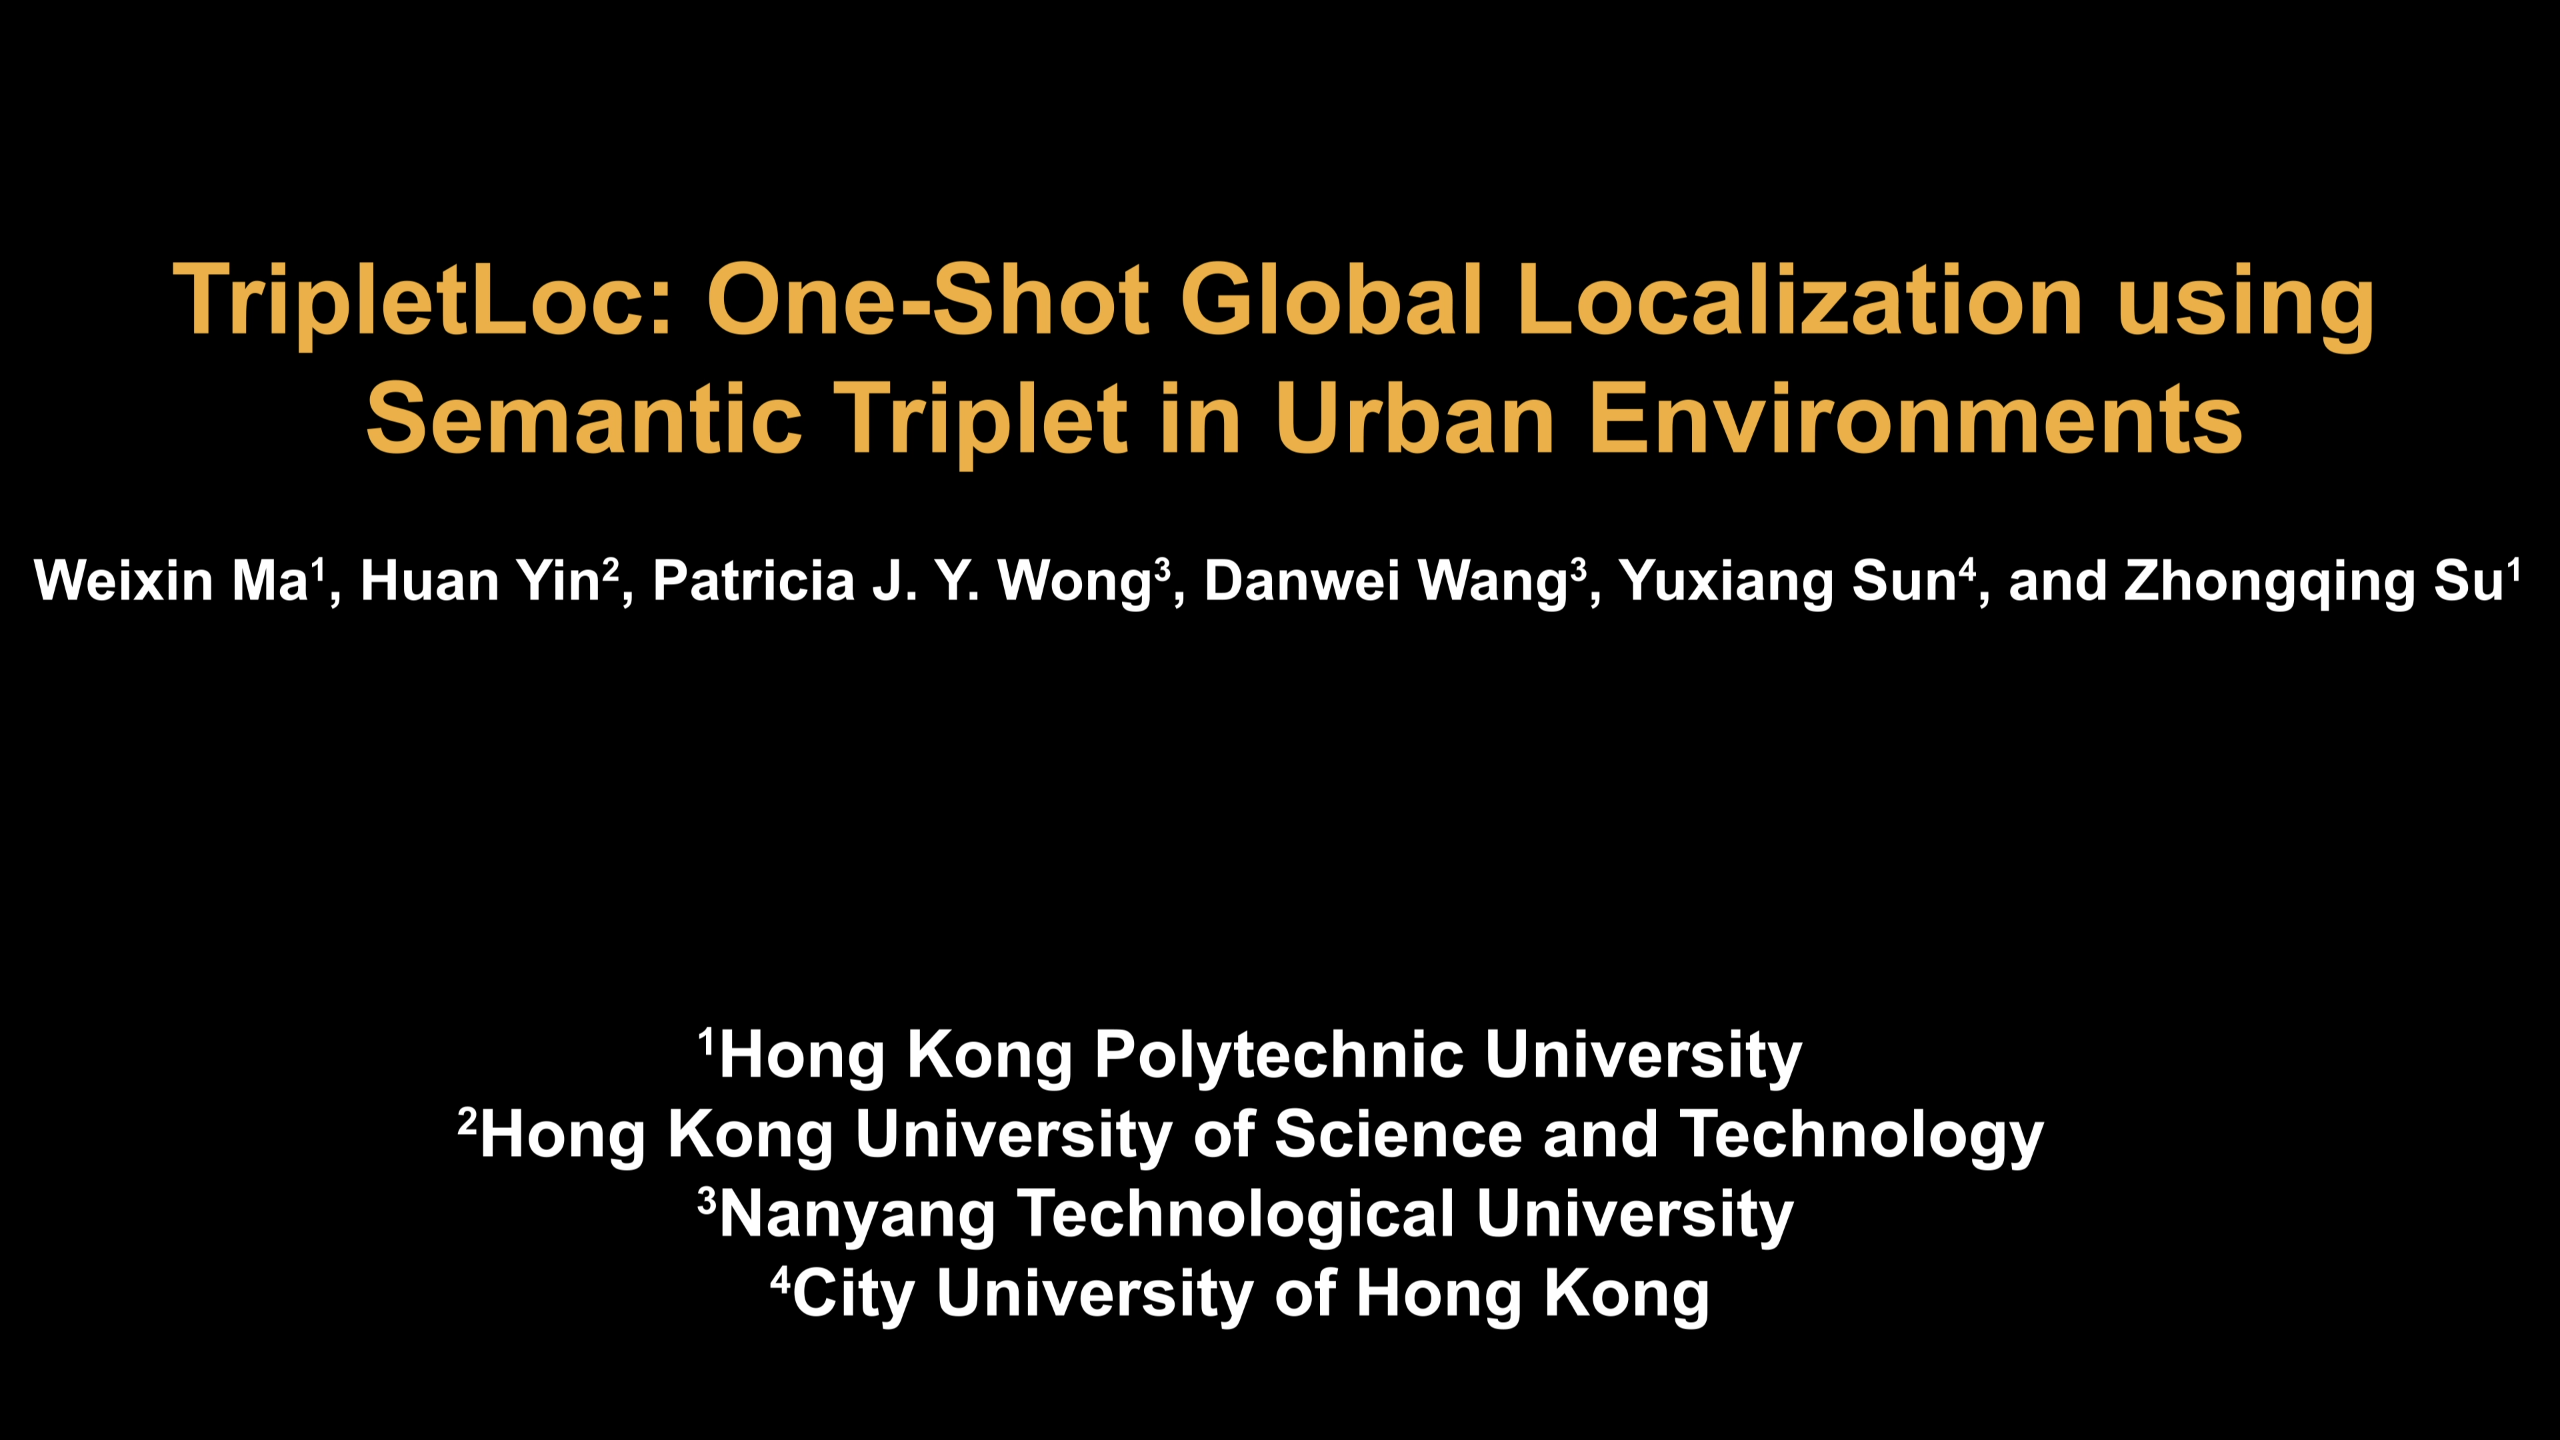 TripletLoc: One-Shot Global Localization using
Semantic Triplet in Urban Environments
Weixin Ma¹, Huan Yin², Patricia J. Y. Wong³, Danwei Wang³, Yuxiang Sun⁴, and Zhongqing Su¹
¹Hong Kong Polytechnic University
²Hong Kong University of Science and Technology
³Nanyang Technological University
⁴City University of Hong Kong